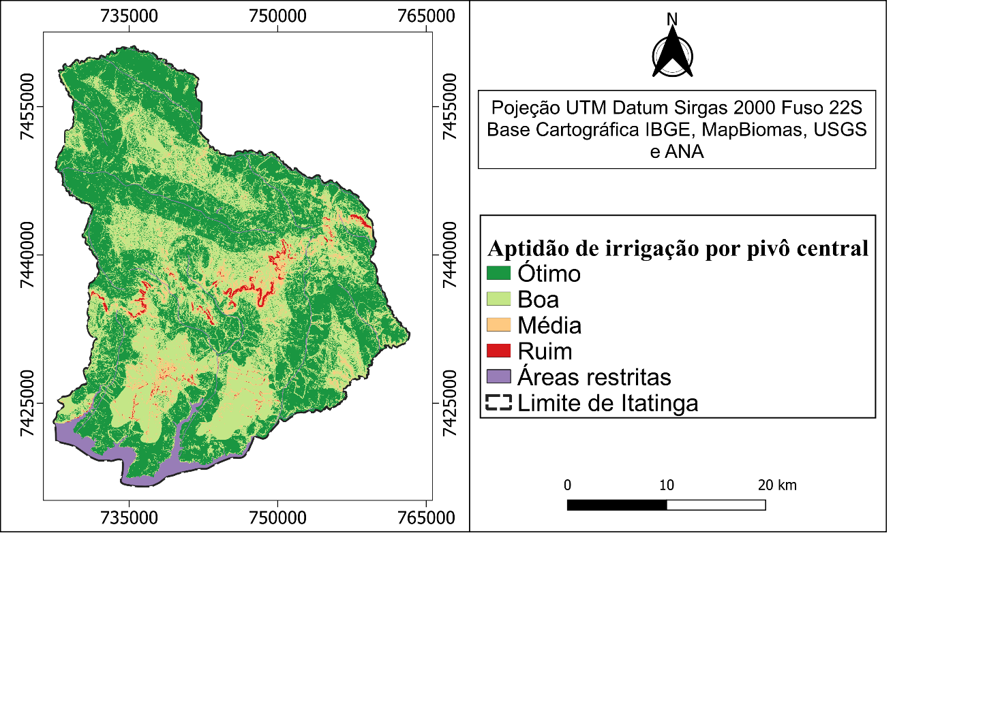 735000 750000 765000
7455000 7455000
7440000 7440000
7425000 7425000
735000 750000 765000
N
Pojeção UTM Datum Sirgas 2000 Fuso 22S
Base Cartográfica IBGE, MapBiomas, USGS
e ANA
Aptidão de irrigação por pivô central
Ótimo
Boa
Média
Ruim
Áreas restritas
Limite de Itatinga
0 10 20 km